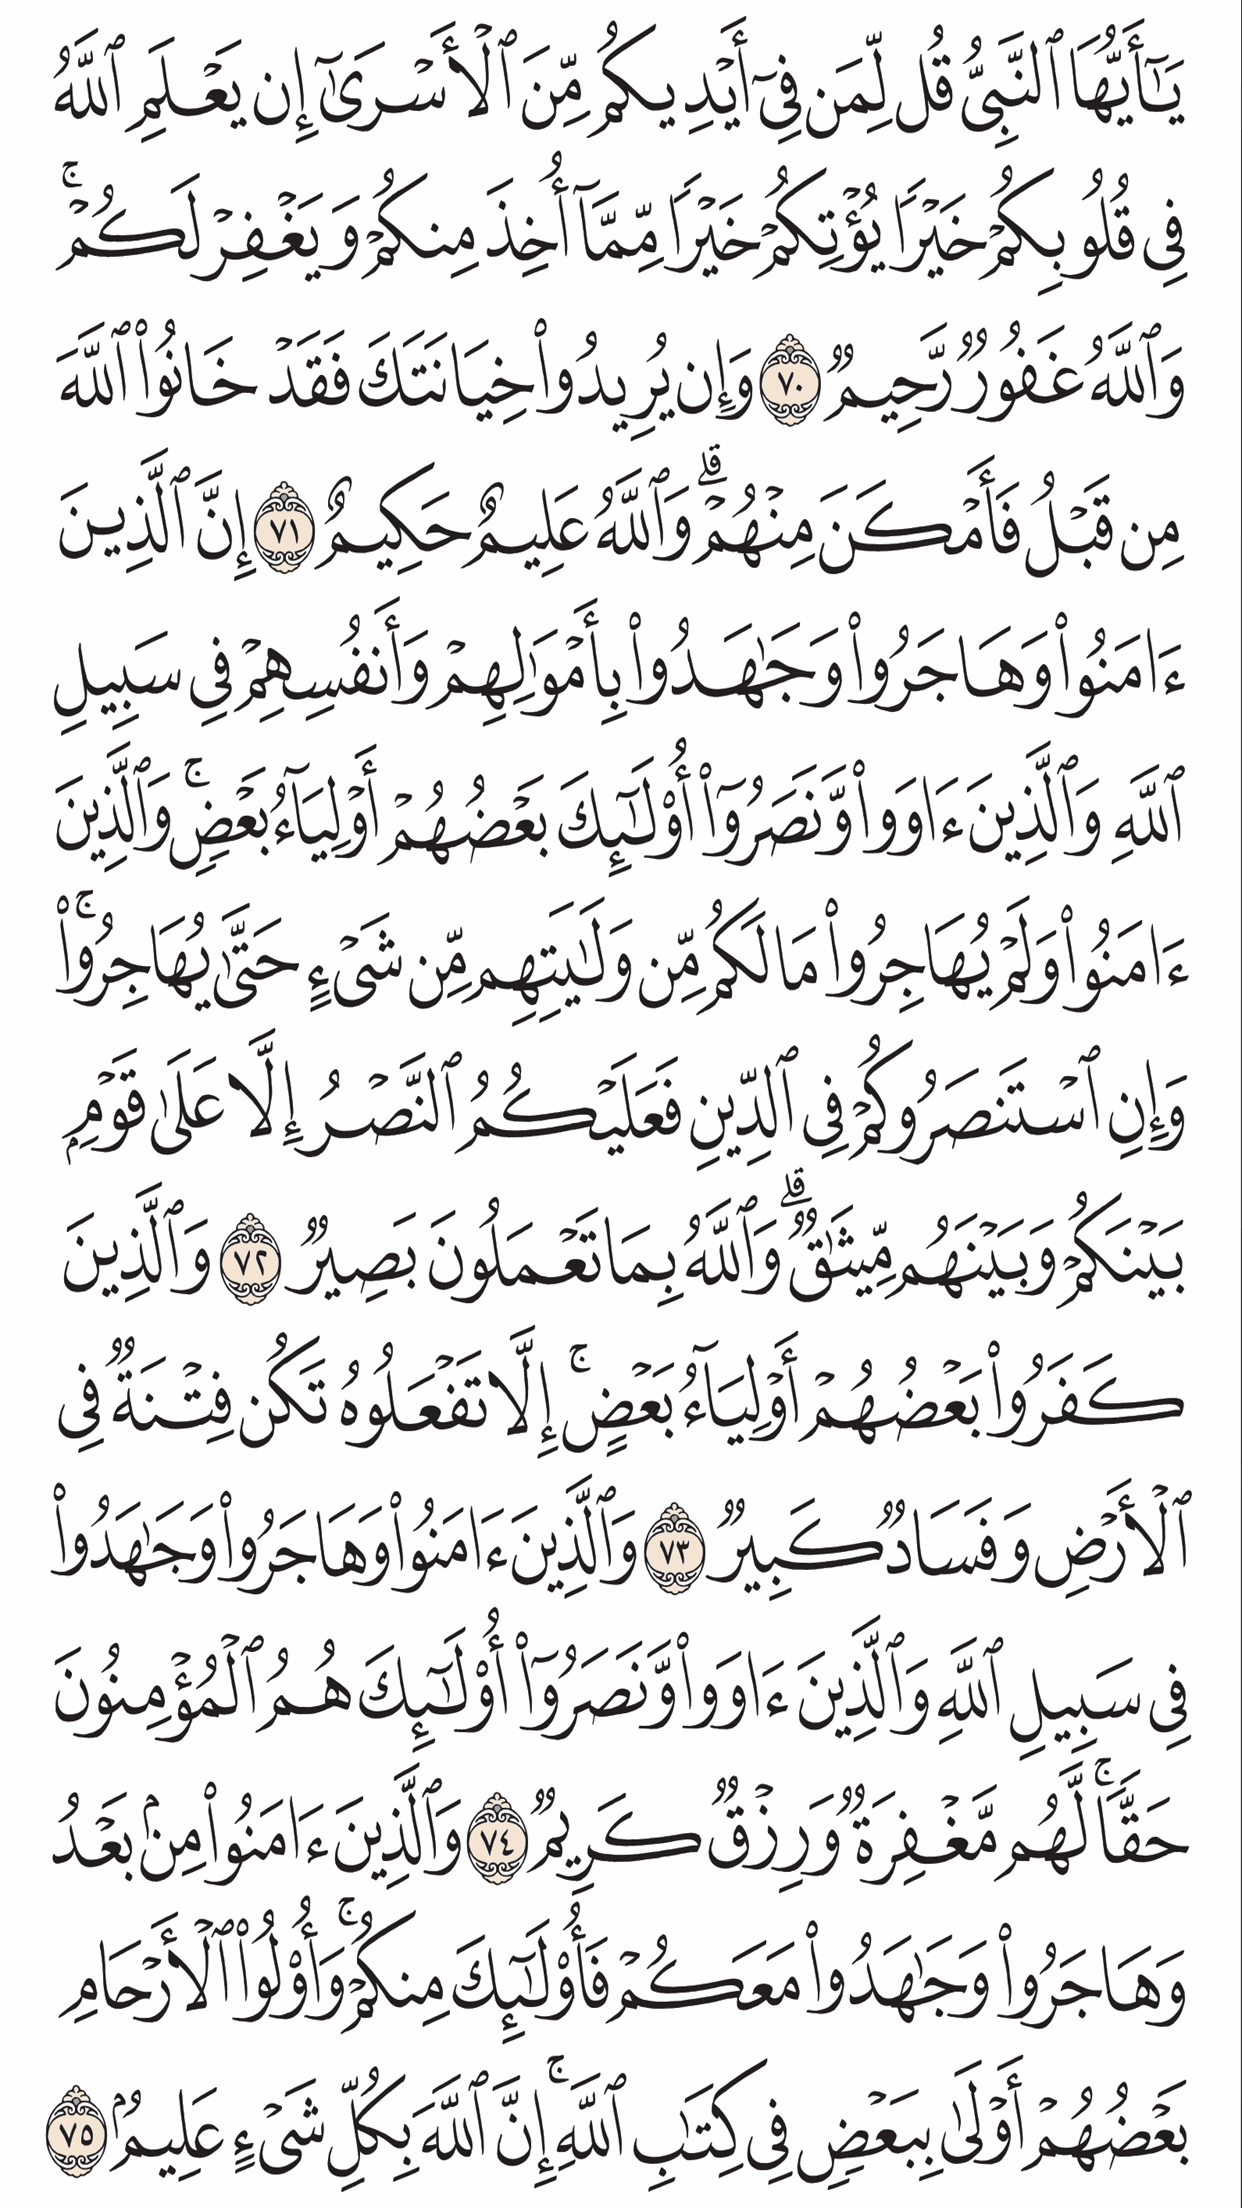 يَـٰٓأَيُّهَا ٱلنَّبِىُّ قُل لِّمَن فِىٓ أَيْدِيكُم مِّنَ ٱلْأَسْرَىٰٓ إِن يَعْلَمِ ٱللَّهُ
فِى قُلُوبِكُمْ خَيْرًا يُؤْتِكُمْ خَيْرًا مِّمَّآ أُخِذَ مِنكُمْ وَيَغْفِرْ لَكُمْ ۚ
وَٱللَّهُ غَفُورٌ رَّحِيمٌ ٧٠ وَإِن يُرِيدُوا۟ خِيَانَتَكَ فَقَدْ خَانُوا۟ ٱللَّهَ
مِن قَبْلُ فَأَمْكَنَ مِنْهُمْ ۗ وَٱللَّهُ عَلِيمٌ حَكِيمٌ ٧١ إِنَّ ٱلَّذِينَ
ءَامَنُوا۟ وَهَاجَرُوا۟ وَجَـٰهَدُوا۟ بِأَمْوَٰلِهِمْ وَأَنفُسِهِمْ فِى سَبِيلِ
ٱللَّهِ وَٱلَّذِينَ ءَاوَوا۟ وَّنَصَرُوٓا۟ أُو۟لَـٰٓئِكَ بَعْضُهُمْ أَوْلِيَآءُ بَعْضٍ ۚ وَٱلَّذِينَ
ءَامَنُوا۟ وَلَمْ يُهَاجِرُوا۟ مَا لَكُم مِّن وَلَـٰيَتِهِم مِّن شَىْءٍ حَتَّىٰ يُهَاجِرُوا۟ ۚ
وَإِنِ ٱسْتَنصَرُوكُمْ فِى ٱلدِّينِ فَعَلَيْكُمُ ٱلنَّصْرُ إِلَّا عَلَىٰ قَوْمٍۭ
بَيْنَكُمْ وَبَيْنَهُم مِّيثَـٰقٌ ۗ وَٱللَّهُ بِمَا تَعْمَلُونَ بَصِيرٌ ٧٢ وَٱلَّذِينَ
كَفَرُوا۟ بَعْضُهُمْ أَوْلِيَآءُ بَعْضٍ ۚ إِلَّا تَفْعَلُوهُ تَكُن فِتْنَةٌ فِى
ٱلْأَرْضِ وَفَسَادٌ كَبِيرٌ ٧٣ وَٱلَّذِينَ ءَامَنُوا۟ وَهَاجَرُوا۟ وَجَـٰهَدُوا۟
فِى سَبِيلِ ٱللَّهِ وَٱلَّذِينَ ءَاوَوا۟ وَّنَصَرُوٓا۟ أُو۟لَـٰٓئِكَ هُمُ ٱلْمُؤْمِنُونَ
حَقًّا ۚ لَّهُم مَّغْفِرَةٌ وَرِزْقٌ كَرِيمٌ ٧٤ وَٱلَّذِينَ ءَامَنُوا۟ مِنۢ بَعْدُ
وَهَاجَرُوا۟ وَجَـٰهَدُوا۟ مَعَكُمْ فَأُو۟لَـٰٓئِكَ مِنكُمْ ۚ وَأُو۟لُوا۟ ٱلْأَرْحَامِ
بَعْضُهُمْ أَوْلَىٰ بِبَعْضٍ فِى كِتَـٰبِ ٱللَّهِ ۚ إِنَّ ٱللَّهَ بِكُلِّ شَىْءٍ عَلِيمٌۢ ٧٥